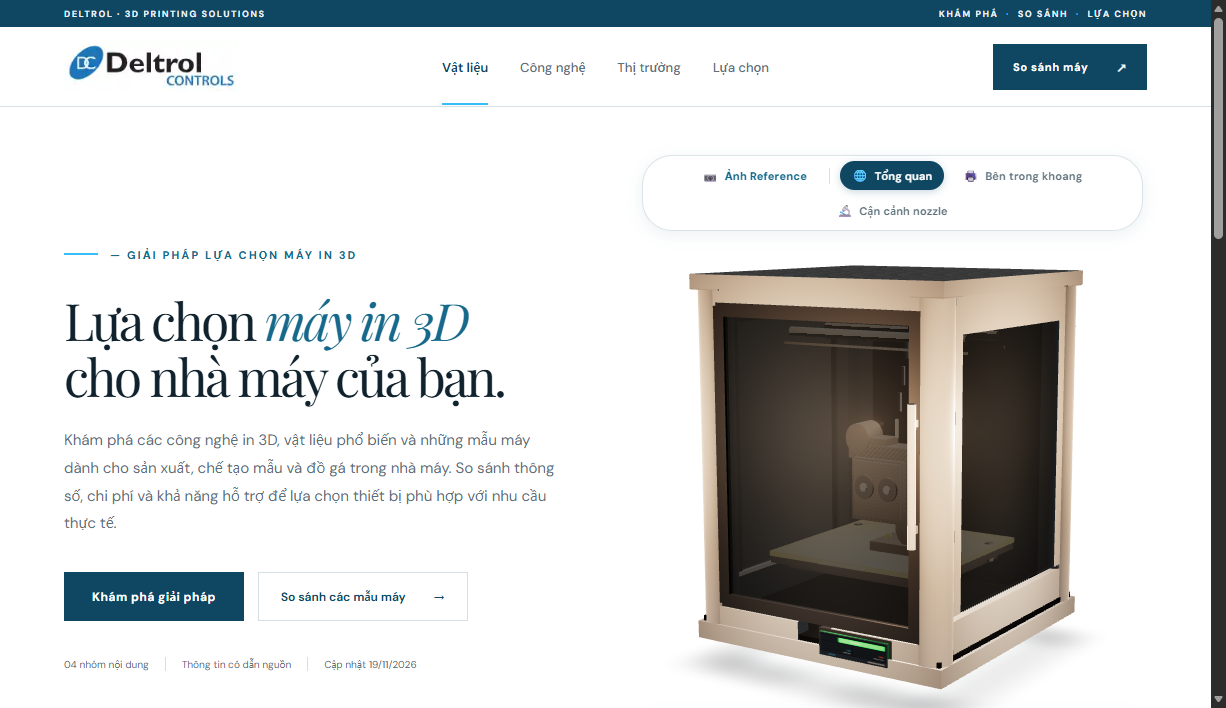 DELTROL · 3D PRINTING SOLUTIONS
KHÁM PHÁ · SO SÁNH · LỰA CHỌN
DC Deltrol
CONTROLS
Vật liệu
Công nghệ
Thị trường
Lựa chọn
So sánh máy ↗
Ảnh Reference
Tổng quan
Bên trong khoang
Cận cảnh nozzle
— GIẢI PHÁP LỰA CHỌN MÁY IN 3D
Lựa chọn máy in 3D
cho nhà máy của bạn.
Khám phá các công nghệ in 3D, vật liệu phổ biến và những mẫu máy
dành cho sản xuất, chế tạo mẫu và đồ gá trong nhà máy. So sánh thông
số, chi phí và khả năng hỗ trợ để lựa chọn thiết bị phù hợp với nhu cầu
thực tế.
Khám phá giải pháp
So sánh các mẫu máy →
04 nhóm nội dung
Thông tin có dẫn nguồn
Cập nhật 19/11/2026